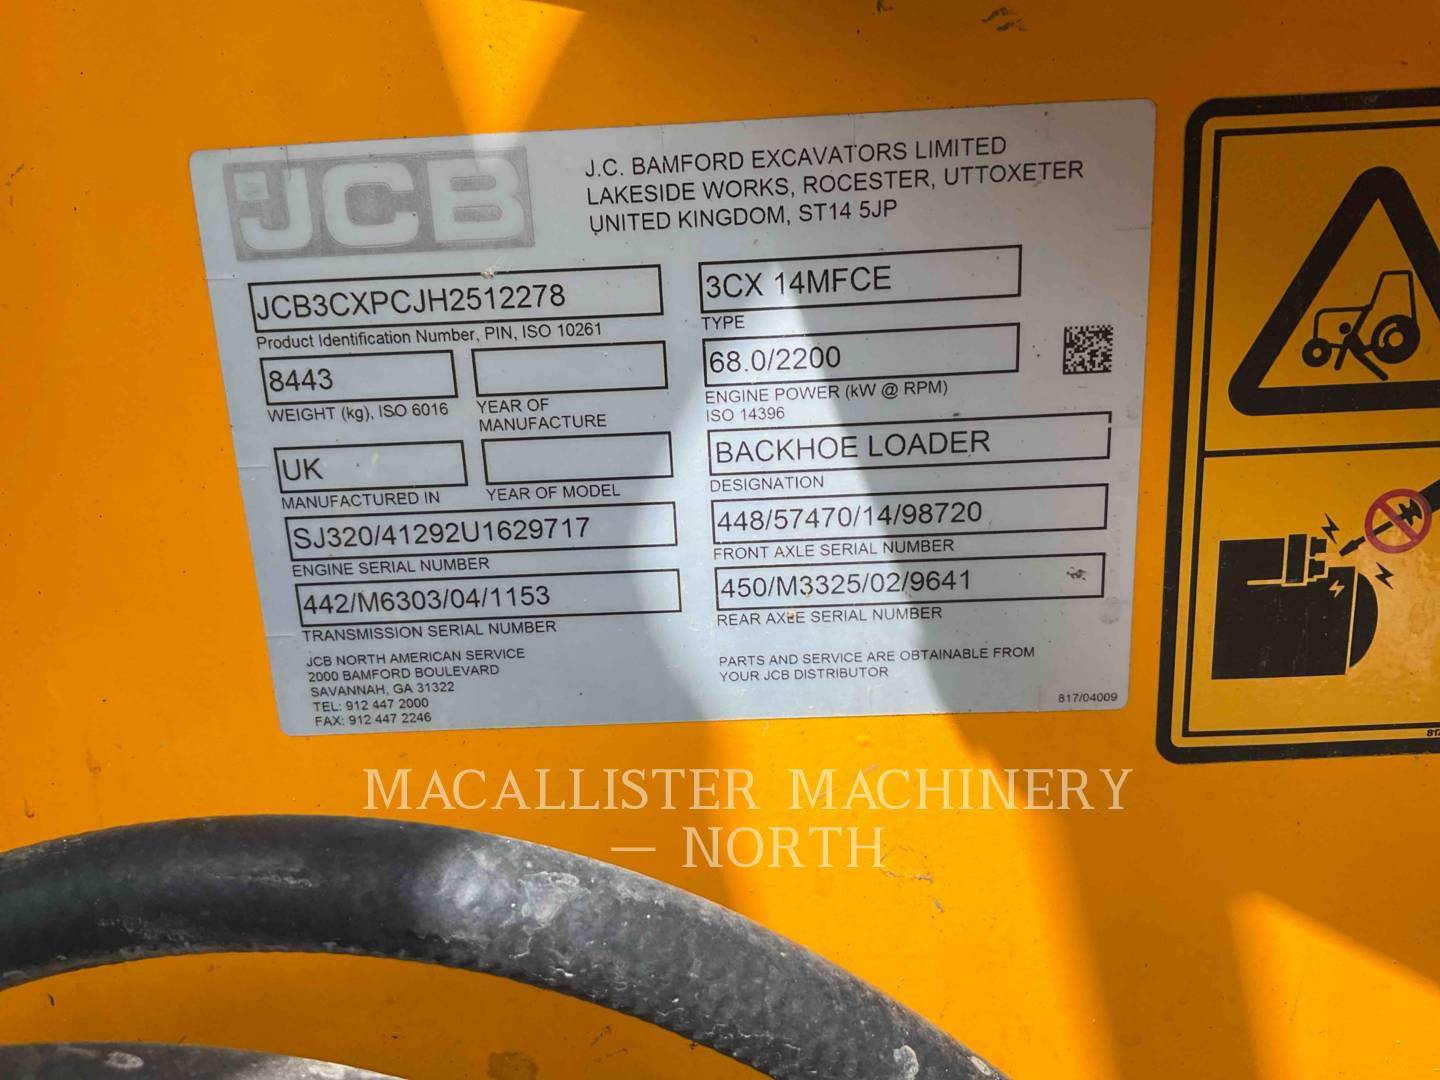 JCB
J.C. BAMFORD EXCAVATORS LIMITED
LAKESIDE WORKS, ROCESTER, UTTOXETER
UNITED KINGDOM, ST14 5JP
JCB3CXPCJH2512278
Product Identification Number, PIN, ISO 10261
8443
WEIGHT (kg), ISO 6016
YEAR OF
MANUFACTURE
UK
MANUFACTURED IN
YEAR OF MODEL
SJ320/41292U1629717
ENGINE SERIAL NUMBER
442/M6303/04/1153
TRANSMISSION SERIAL NUMBER
JCB NORTH AMERICAN SERVICE
2000 BAMFORD BOULEVARD
SAVANNAH, GA 31322
TEL: 912 447 2000
FAX: 912 447 2246
3CX 14MFCE
TYPE
68.0/2200
ENGINE POWER (kW @ RPM)
ISO 14396
BACKHOE LOADER
DESIGNATION
448/57470/14/98720
FRONT AXLE SERIAL NUMBER
450/M3325/02/9641
REAR AXLE SERIAL NUMBER
PARTS AND SERVICE ARE OBTAINABLE FROM
YOUR JCB DISTRIBUTOR
817/04009
MACALLISTER MACHINERY
— NORTH